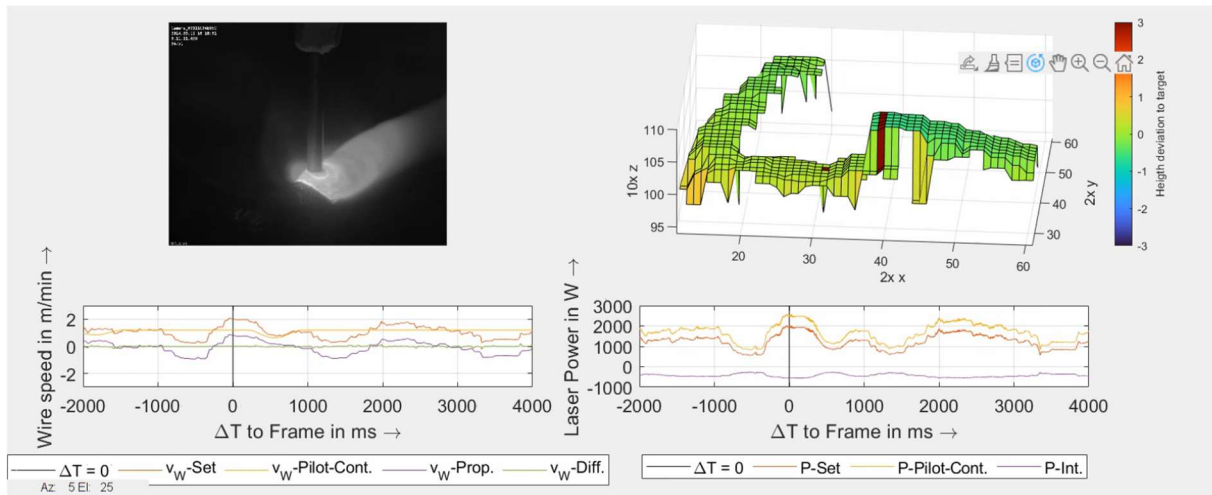 110
105
100
95
10x z
20
30
40
50
60
2x x
60
50
40
30
2x y
3
2
1
0
-1
-2
-3
Heigth deviation to target
Wire speed in m/min →
2
0
-2
-2000 -1000 0 1000 2000 3000 4000
ΔT to Frame in ms →
ΔT = 0 v_W-Set v_W-Pilot-Cont. v_W-Prop. v_W-Diff.
Az: 5 El: 25
Laser Power in W →
3000
2000
1000
0
-1000
-2000 -1000 0 1000 2000 3000 4000
ΔT to Frame in ms →
ΔT = 0 P-Set P-Pilot-Cont. P-Int.